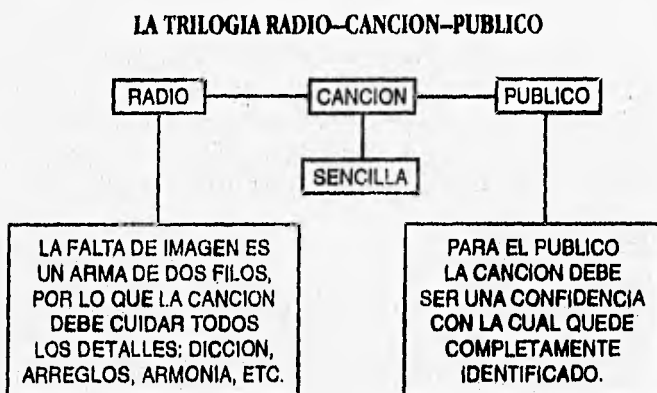 LA TRILOGIA RADIO–CANCION–PUBLICO
RADIO
CANCION
PUBLICO
SENCILLA
LA FALTA DE IMAGEN ES
UN ARMA DE DOS FILOS,
POR LO QUE LA CANCION
DEBE CUIDAR TODOS
LOS DETALLES: DICCION,
ARREGLOS, ARMONIA, ETC.
PARA EL PUBLICO
LA CANCION DEBE
SER UNA CONFIDENCIA
CON LA CUAL QUEDE
COMPLETAMENTE
IDENTIFICADO.